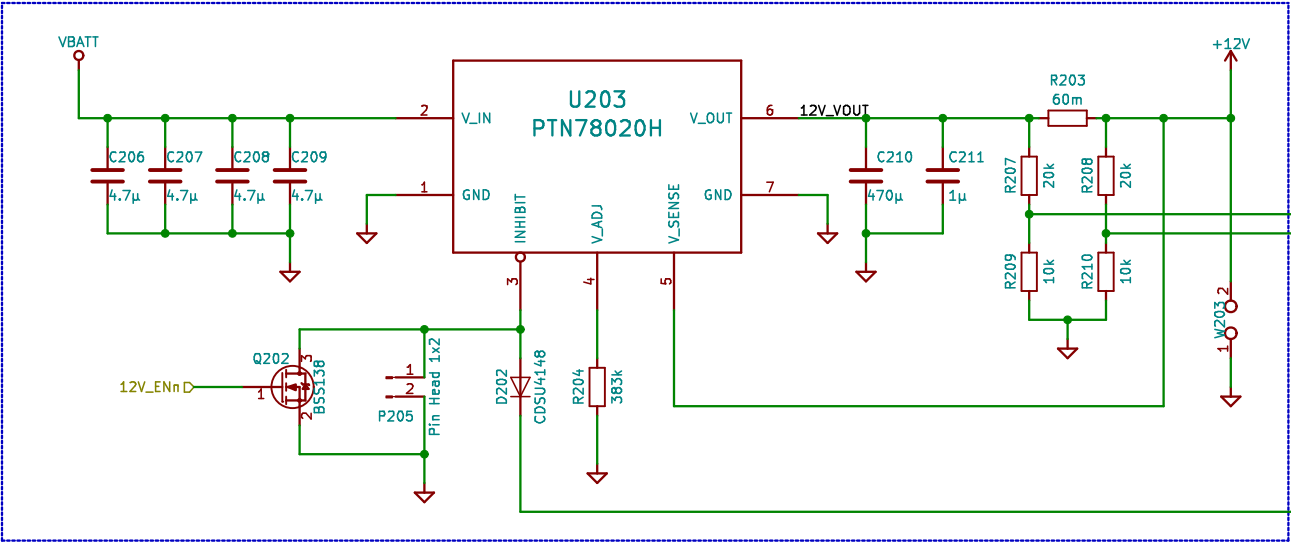 VBATT
+12V
R203
60m
U203
PTN78020H
2
V_IN
V_OUT
6
12V_VOUT
C206
4.7µ
C207
4.7µ
C208
4.7µ
C209
4.7µ
C210
470µ
C211
1µ
R207
20k
R208
20k
1
GND
GND
7
INHIBIT
V_ADJ
V_SENSE
3
4
5
R209
10k
R210
10k
2
W203
1
Q202
3
BSS138
12V_ENn
1
2
1
2
P205
Pin Head 1x2
D202
CDSU4148
R204
383k